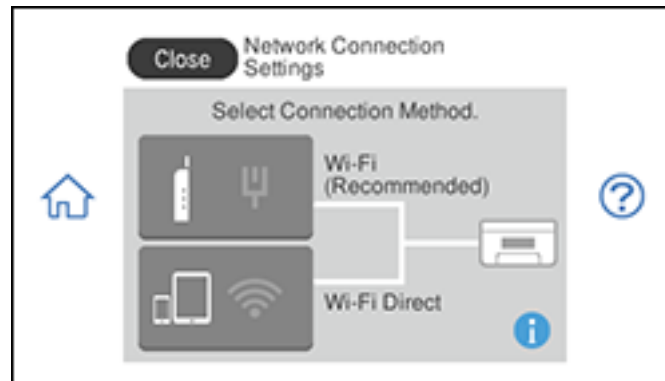 Close
Network Connection
Settings
Select Connection Method.
Wi-Fi
(Recommended)
Wi-Fi Direct